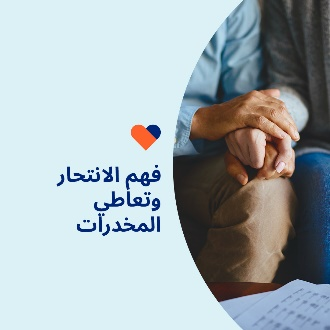 فهم الانتحار
وتعاطي
المخدرات